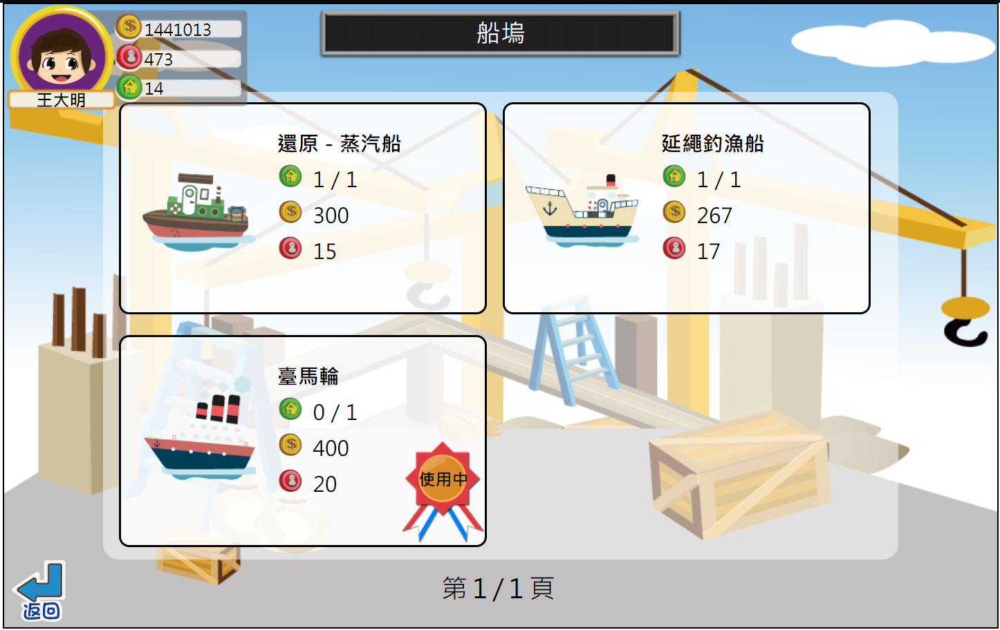 船塢
1441013
473
14
王大明
還原 - 蒸汽船
1 / 1
300
15
延繩釣漁船
1 / 1
267
17
臺馬輪
0 / 1
400
20
使用中
第 1 / 1 頁
返回